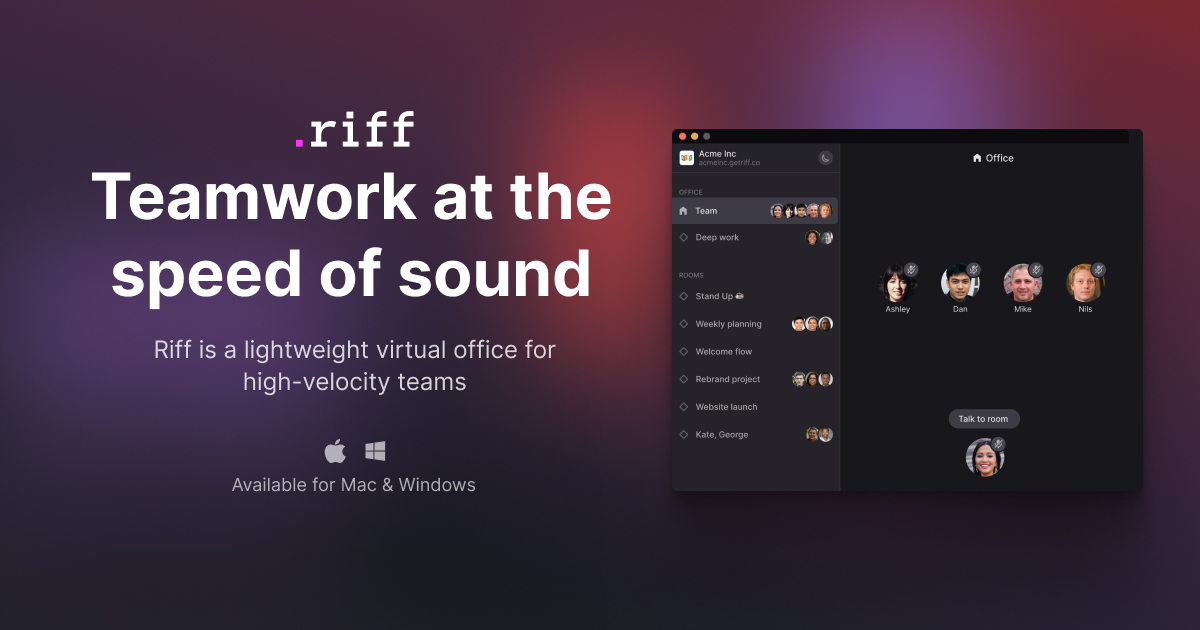 .riff
Teamwork at the
speed of sound
Riff is a lightweight virtual office for
high-velocity teams
Available for Mac & Windows
Acme Inc
acmeinc.getriff.co
OFFICE
Team
Deep work
ROOMS
Stand Up
Weekly planning
Welcome flow
Rebrand project
Website launch
Kate, George
Office
Ashley
Dan
Mike
Nils
Talk to room